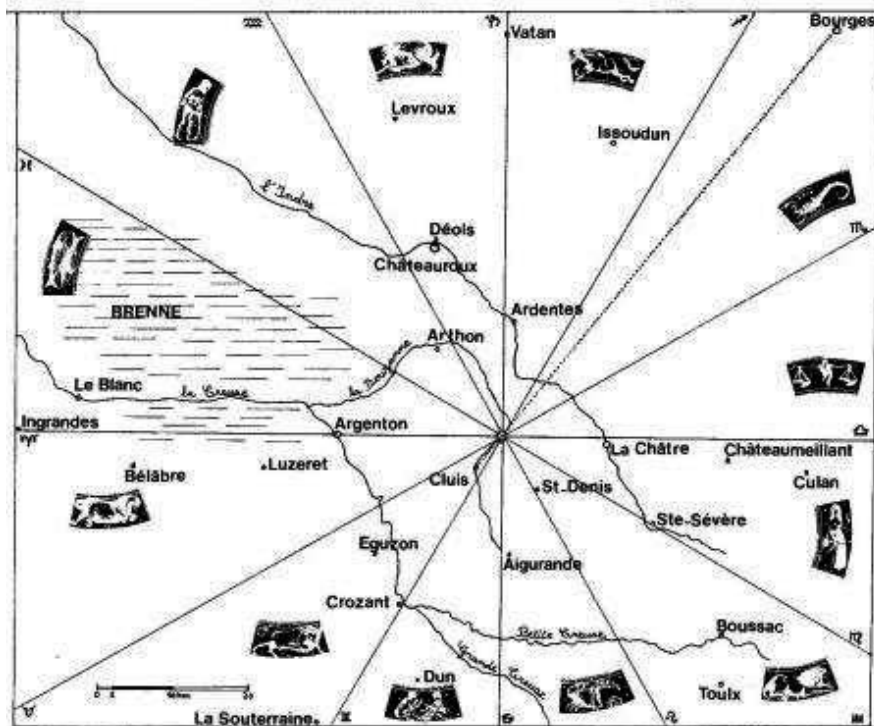 Bourges
Vatan
Levroux
Issoudun
l'Indre
Déols
Châteauroux
Ardentes
BRENNE
Arthon
Le Blanc
la Creuse
la Bouzanne
Ingrandes
Argenton
La Châtre
Châteaumeillant
Bélâbre
Luzeret
Cluis
St-Denis
Culan
Ste-Sévère
Eguzon
Aigurande
Crozant
Petite Creuse
Boussac
Grande Creuse
Dun
Toulx
La Souterraine